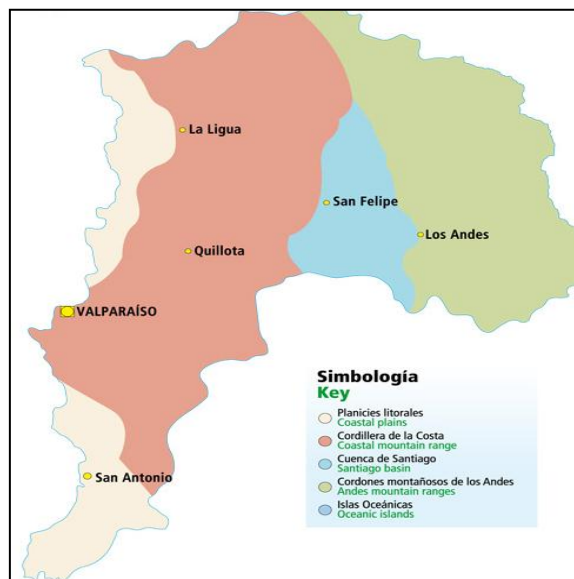 La Ligua
San Felipe
Los Andes
Quillota
VALPARAÍSO
San Antonio
Simbología
Key
Planicies litorales
Coastal plains
Cordillera de la Costa
Coastal mountain range
Cuenca de Santiago
Santiago basin
Cordones montañosos de los Andes
Andes mountain ranges
Islas Oceánicas
Oceanic islands